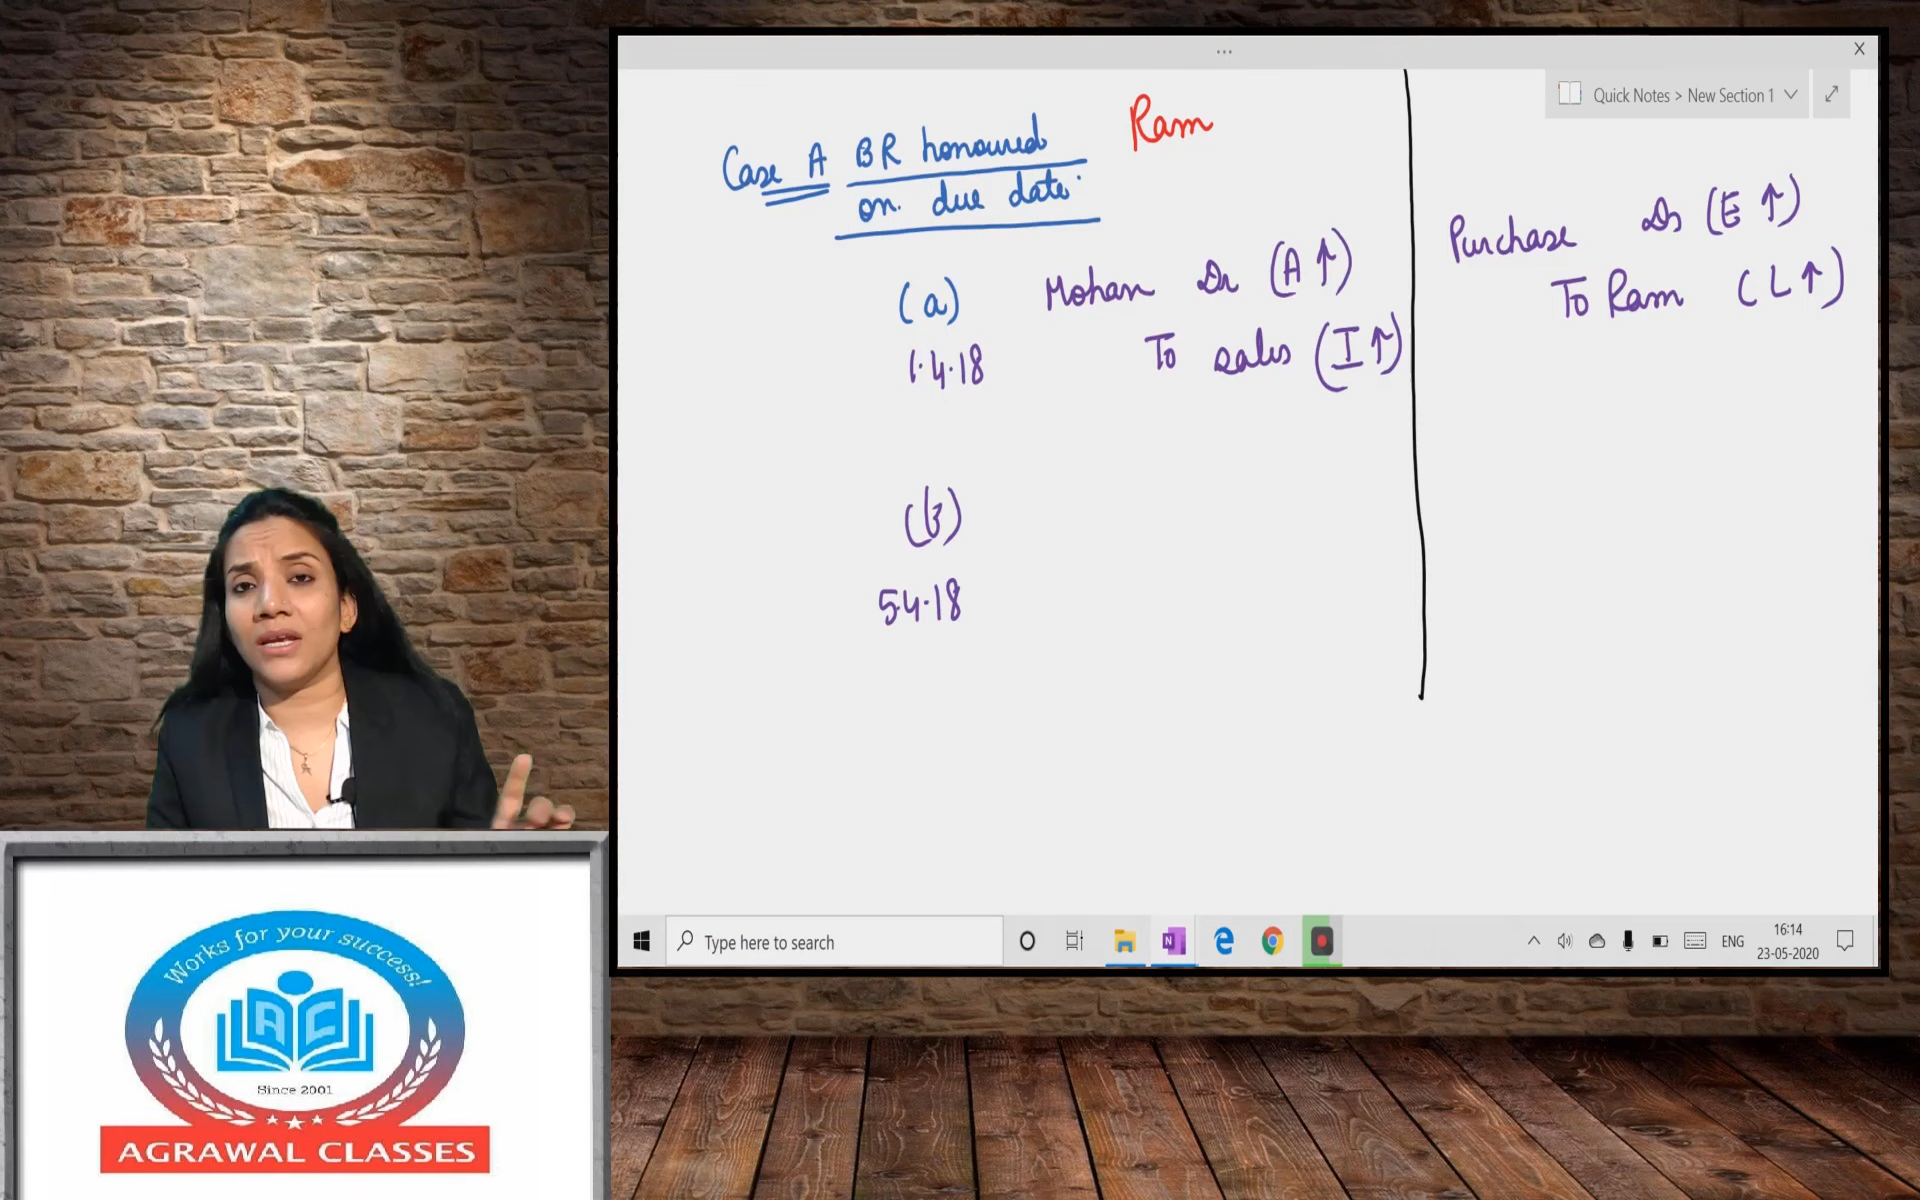 Quick Notes > New Section 1
Case A BR honoured
on due date
Ram
(a) Mohan Dr (A ↑)
1.4.18 To sales (I ↑)
Purchase Dr (E ↑)
To Ram (L ↑)
(b)
5.4.18
Type here to search
ENG
16:14
23-05-2020
Works for your success!
AC
Since 2001
AGRAWAL CLASSES